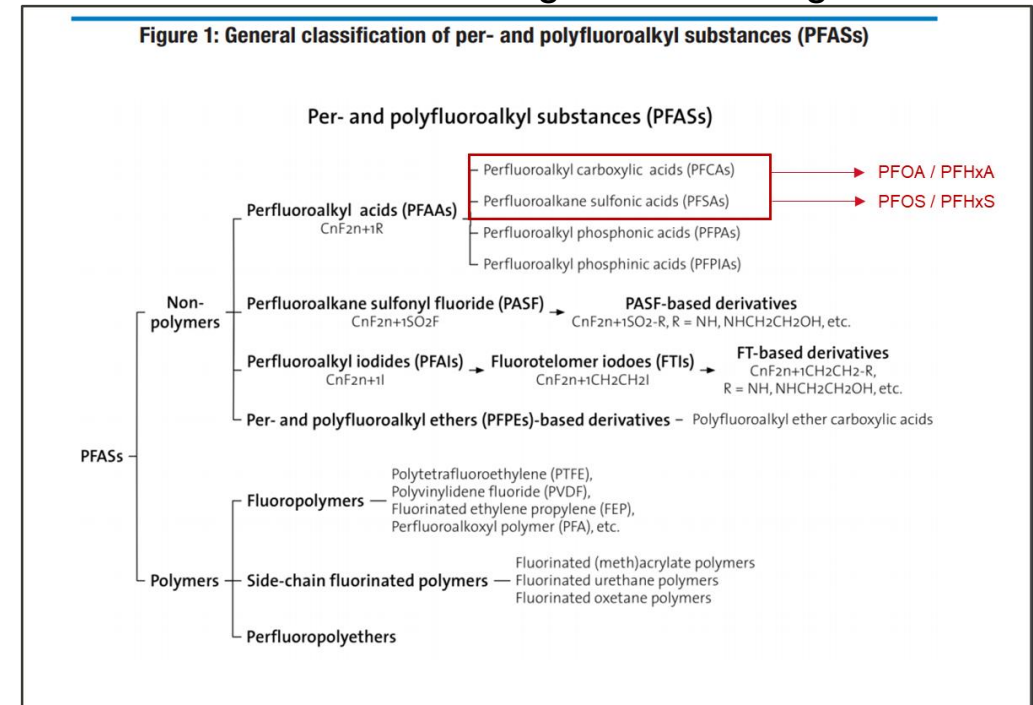 Figure 1: General classification of per- and polyfluoroalkyl substances (PFASs)
Per- and polyfluoroalkyl substances (PFASs)
Perfluoroalkyl carboxylic acids (PFCAs)
PFOA / PFHxA
Perfluoroalkane sulfonic acids (PFSAs)
PFOS / PFHxS
Perfluoroalkyl acids (PFAAs)
CnF2n+1R
Perfluoroalkyl phosphonic acids (PFPAs)
Perfluoroalkyl phosphinic acids (PFPIAs)
Non-
polymers
Perfluoroalkane sulfonyl fluoride (PASF)
CnF2n+1SO2F
PASF-based derivatives
CnF2n+1SO2-R, R = NH, NHCH2CH2OH, etc.
Perfluoroalkyl iodides (PFAIs)
CnF2n+1I
Fluorotelomer iodoes (FTIs)
CnF2n+1CH2CH2I
FT-based derivatives
CnF2n+1CH2CH2-R,
R = NH, NHCH2CH2OH, etc.
Per- and polyfluoroalkyl ethers (PFPEs)-based derivatives – Polyfluoroalkyl ether carboxylic acids
PFASs
Fluoropolymers
Polytetrafluoroethylene (PTFE),
Polyvinylidene fluoride (PVDF),
Fluorinated ethylene propylene (FEP),
Perfluoroalkoxyl polymer (PFA), etc.
Polymers
Side-chain fluorinated polymers
Fluorinated (meth)acrylate polymers
Fluorinated urethane polymers
Fluorinated oxetane polymers
Perfluoropolyethers